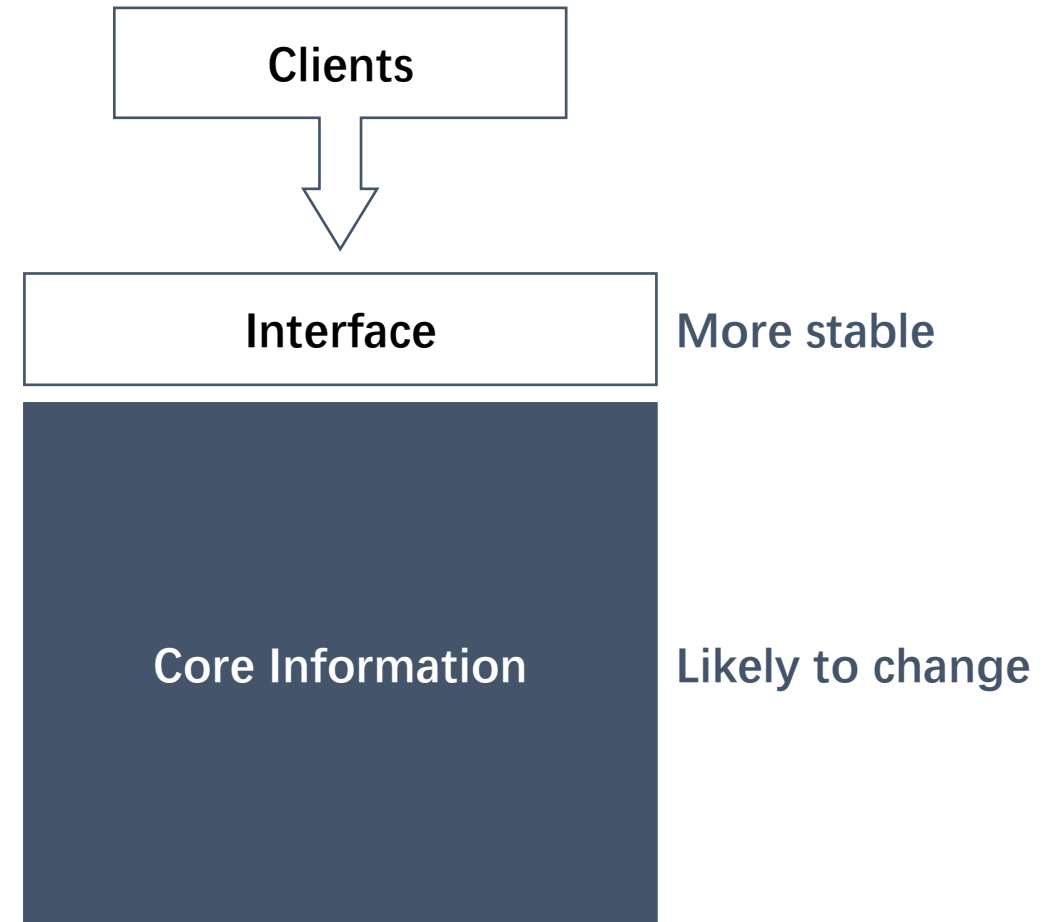 Clients
Interface
More stable
Core Information
Likely to change